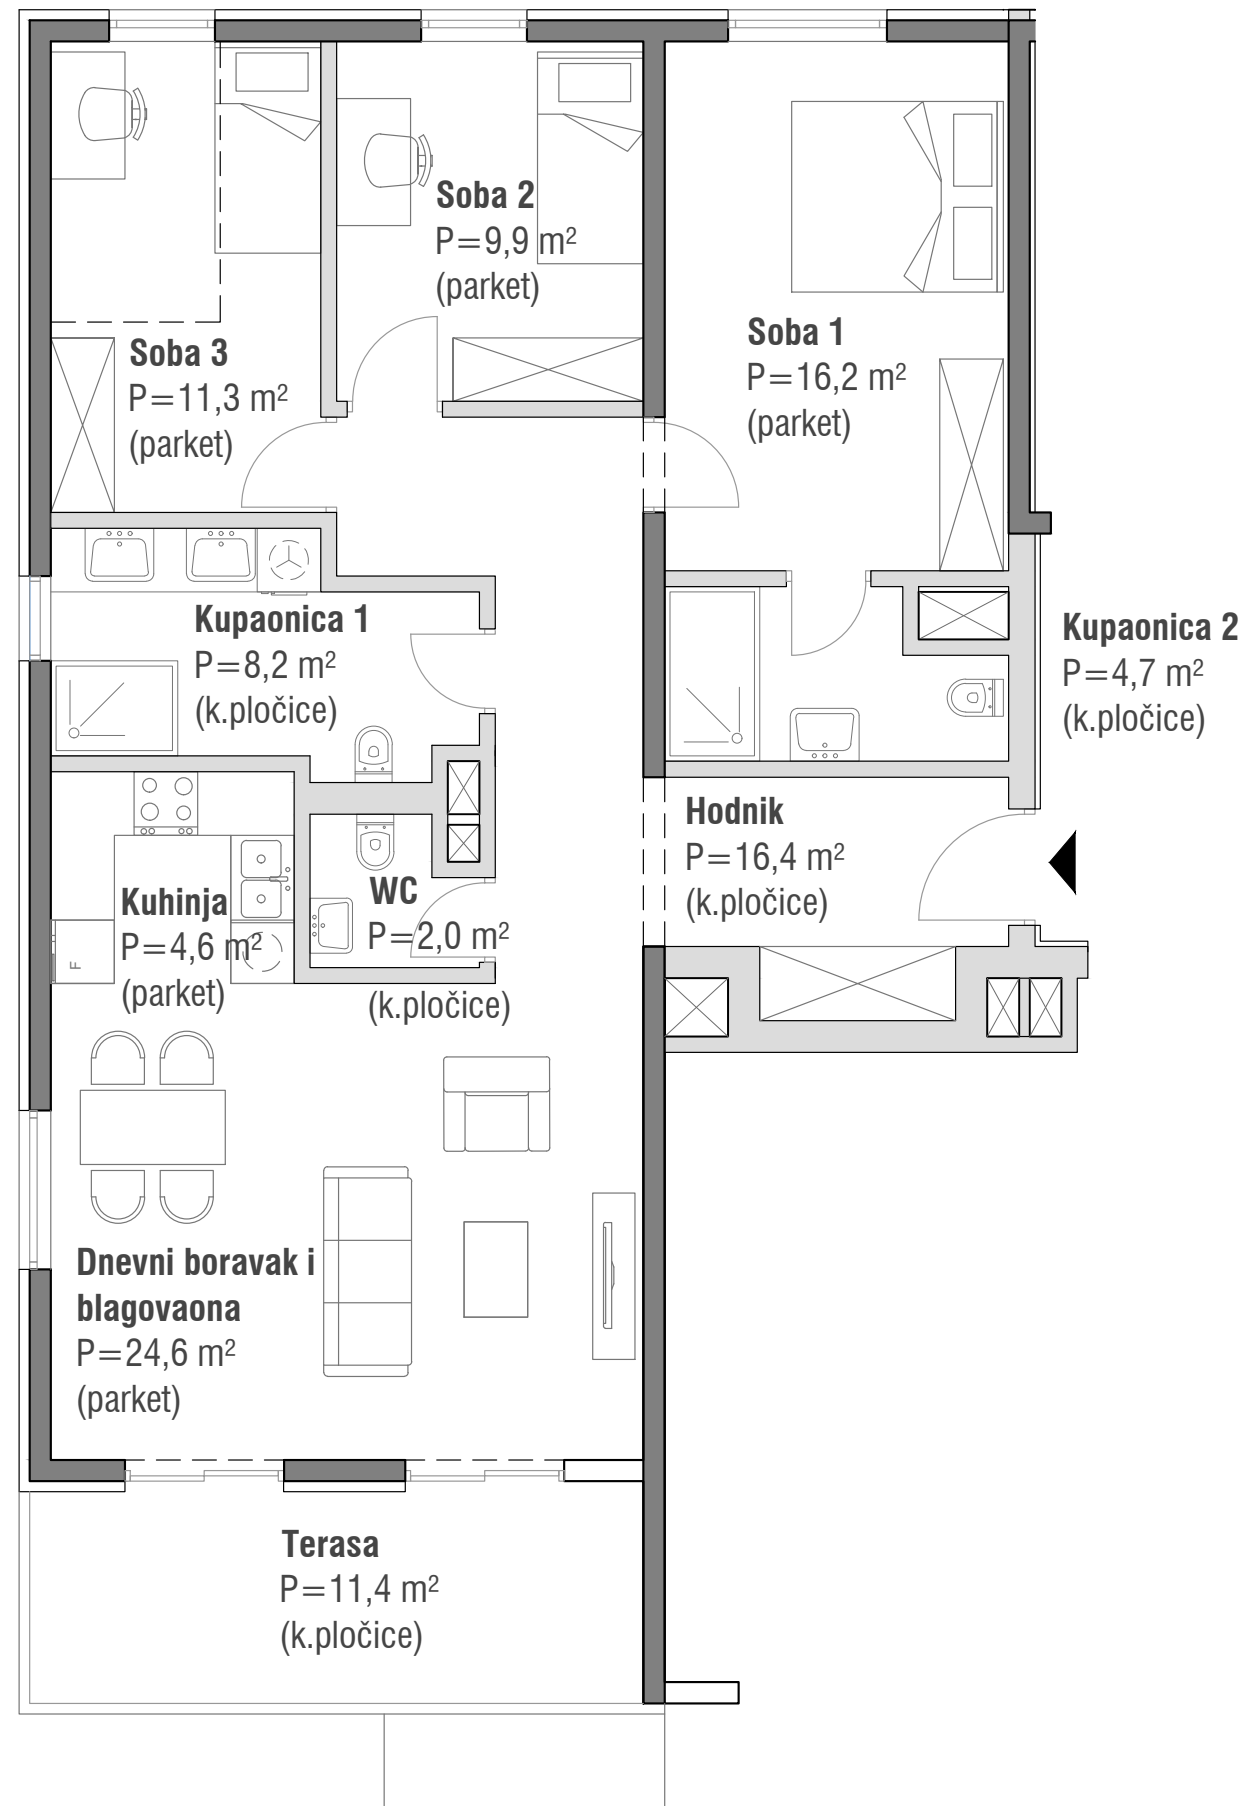 Soba 2
P=9,9 m²
(parket)
Soba 1
P=16,2 m²
(parket)
Soba 3
P=11,3 m²
(parket)
Kupaonica 1
P=8,2 m²
(k.pločice)
Kupaonica 2
P=4,7 m²
(k.pločice)
Hodnik
P=16,4 m²
(k.pločice)
Kuhinja
P=4,6 m²
(parket)
F
WC
P=2,0 m²
(k.pločice)
Dnevni boravak i
blagovaona
P=24,6 m²
(parket)
Terasa
P=11,4 m²
(k.pločice)